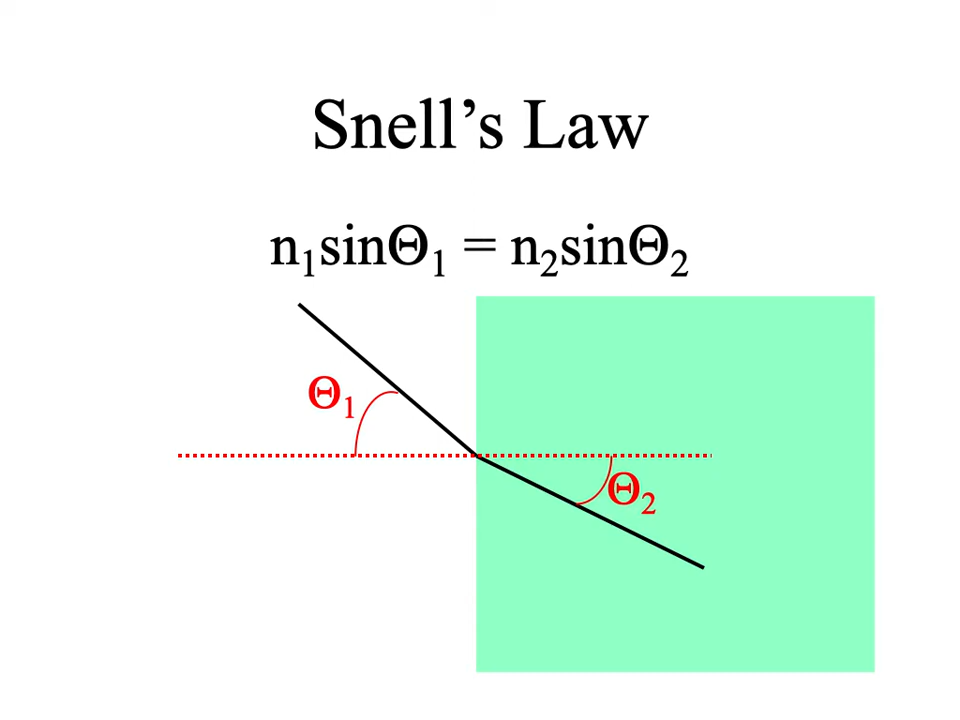 Snell’s Law
n₁sinΘ₁ = n₂sinΘ₂
Θ₁
Θ₂